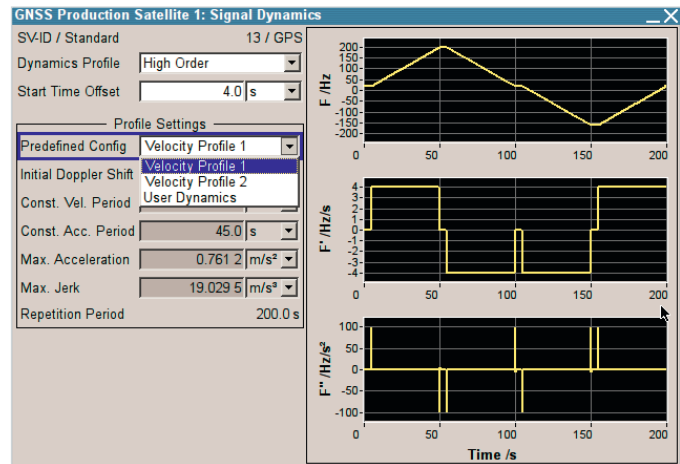 GNSS Production Satellite 1: Signal Dynamics
SV-ID / Standard 13 / GPS
Dynamics Profile High Order
Start Time Offset 4.0 s
Profile Settings
Predefined Config Velocity Profile 1
Velocity Profile 1
Initial Doppler Shift
Velocity Profile 2
User Dynamics
Const. Vel. Period
Const. Acc. Period 45.0 s
Max. Acceleration 0.761 2 m/s²
Max. Jerk 19.029 5 m/s³
Repetition Period 200.0 s
F /Hz
200
150
100
50
0
-50
-100
-150
-200
0 50 100 150 200
F' /Hz/s
4
3
2
1
0
-1
-2
-3
-4
0 50 100 150 200
F'' /Hz/s²
100
50
0
-50
-100
0 50 100 150 200
Time /s